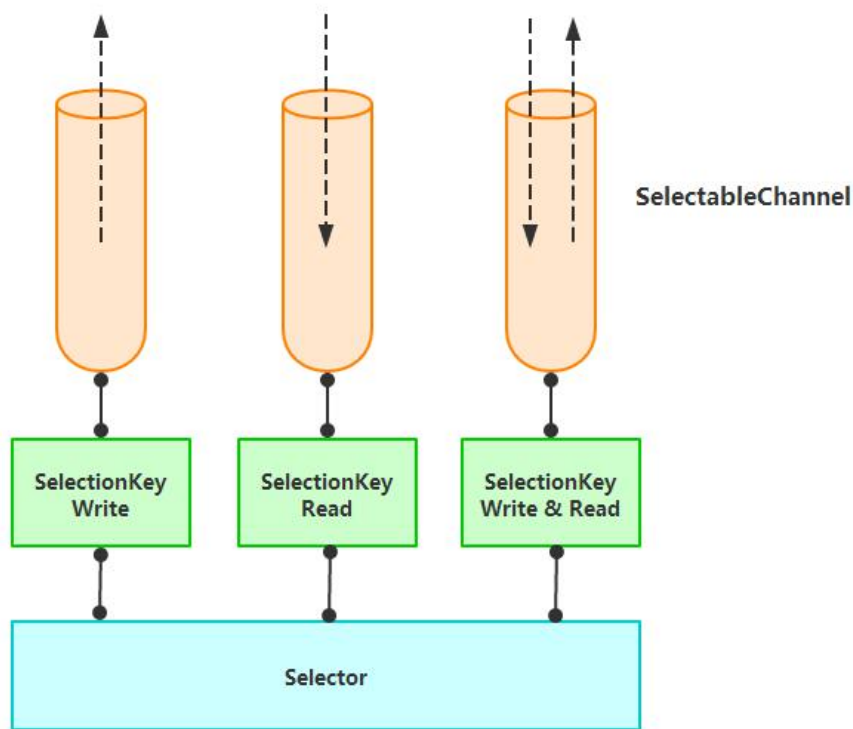 SelectableChannel
SelectionKey
Write
SelectionKey
Read
SelectionKey
Write & Read
Selector